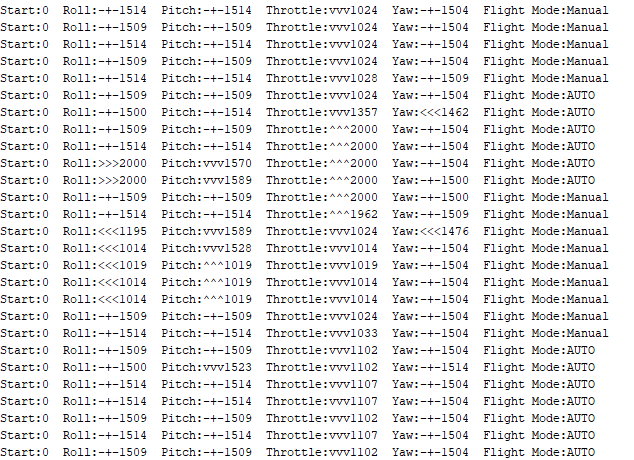 Start:0  Roll:-+-1514  Pitch:-+-1514  Throttle:vvv1024  Yaw:-+-1504  Flight Mode:Manual
Start:0  Roll:-+-1509  Pitch:-+-1509  Throttle:vvv1024  Yaw:-+-1504  Flight Mode:Manual
Start:0  Roll:-+-1514  Pitch:-+-1514  Throttle:vvv1024  Yaw:-+-1504  Flight Mode:Manual
Start:0  Roll:-+-1509  Pitch:-+-1509  Throttle:vvv1024  Yaw:-+-1504  Flight Mode:Manual
Start:0  Roll:-+-1514  Pitch:-+-1514  Throttle:vvv1028  Yaw:-+-1509  Flight Mode:Manual
Start:0  Roll:-+-1509  Pitch:-+-1509  Throttle:vvv1024  Yaw:-+-1504  Flight Mode:AUTO
Start:0  Roll:-+-1500  Pitch:-+-1514  Throttle:vvv1357  Yaw:<<<1462  Flight Mode:AUTO
Start:0  Roll:-+-1509  Pitch:-+-1509  Throttle:^^^2000  Yaw:-+-1504  Flight Mode:AUTO
Start:0  Roll:-+-1514  Pitch:-+-1514  Throttle:^^^2000  Yaw:-+-1504  Flight Mode:AUTO
Start:0  Roll:>>>2000  Pitch:vvv1570  Throttle:^^^2000  Yaw:-+-1504  Flight Mode:AUTO
Start:0  Roll:>>>2000  Pitch:vvv1589  Throttle:^^^2000  Yaw:-+-1500  Flight Mode:AUTO
Start:0  Roll:-+-1509  Pitch:-+-1509  Throttle:^^^2000  Yaw:-+-1500  Flight Mode:Manual
Start:0  Roll:-+-1514  Pitch:-+-1514  Throttle:^^^1962  Yaw:-+-1509  Flight Mode:Manual
Start:0  Roll:<<<1195  Pitch:vvv1589  Throttle:vvv1024  Yaw:<<<1476  Flight Mode:Manual
Start:0  Roll:<<<1014  Pitch:vvv1528  Throttle:vvv1014  Yaw:-+-1504  Flight Mode:Manual
Start:0  Roll:<<<1019  Pitch:^^^1019  Throttle:vvv1019  Yaw:-+-1504  Flight Mode:Manual
Start:0  Roll:<<<1014  Pitch:^^^1019  Throttle:vvv1014  Yaw:-+-1504  Flight Mode:Manual
Start:0  Roll:<<<1014  Pitch:^^^1019  Throttle:vvv1014  Yaw:-+-1504  Flight Mode:Manual
Start:0  Roll:-+-1509  Pitch:-+-1509  Throttle:vvv1024  Yaw:-+-1504  Flight Mode:Manual
Start:0  Roll:-+-1514  Pitch:-+-1514  Throttle:vvv1033  Yaw:-+-1504  Flight Mode:Manual
Start:0  Roll:-+-1509  Pitch:-+-1509  Throttle:vvv1102  Yaw:-+-1504  Flight Mode:AUTO
Start:0  Roll:-+-1500  Pitch:vvv1523  Throttle:vvv1102  Yaw:-+-1514  Flight Mode:AUTO
Start:0  Roll:-+-1514  Pitch:-+-1514  Throttle:vvv1107  Yaw:-+-1504  Flight Mode:AUTO
Start:0  Roll:-+-1514  Pitch:-+-1514  Throttle:vvv1107  Yaw:-+-1504  Flight Mode:AUTO
Start:0  Roll:-+-1509  Pitch:-+-1509  Throttle:vvv1102  Yaw:-+-1504  Flight Mode:AUTO
Start:0  Roll:-+-1514  Pitch:-+-1514  Throttle:vvv1107  Yaw:-+-1504  Flight Mode:AUTO
Start:0  Roll:-+-1509  Pitch:-+-1509  Throttle:vvv1102  Yaw:-+-1504  Flight Mode:AUTO